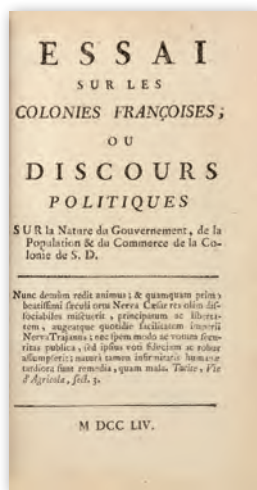 ESSAI
SUR LES
COLONIES FRANÇOISES;
OU
DISCOURS
POLITIQUES
SUR la Nature du Gouvernement, de la
Population & du Commerce de la Co-
lonie de S. D.
Nunc demùm redit animus; & quamquam primo
beatissimi seculi ortu Nerva Cæsar res olim dis-
sociabiles miscuerit, principatum ac liberta-
tem, augeatque quotidie facilitatem imperii
Nerva Trajanus; nec spem modo ac votum secu-
ritas publica, sed ipsius voti fiduciam ac robur
assumpserit: naturâ tamen infirmitatis humanæ
tardiora sunt remedia, quam mala. Tacite, Vie
d'Agricola, sect. 3.
M DCC LIV.